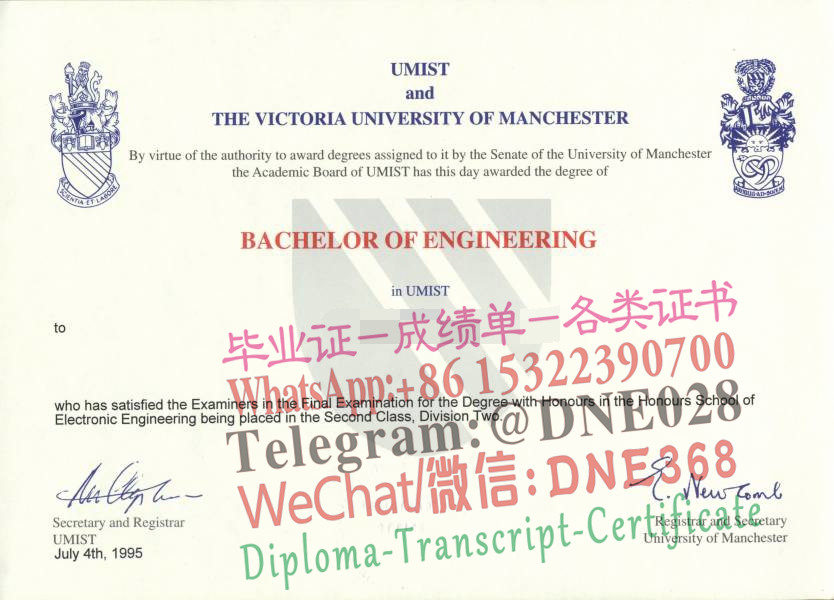 UMIST
and
THE VICTORIA UNIVERSITY OF MANCHESTER
By virtue of the authority to award degrees assigned to it by the Senate of the University of Manchester
the Academic Board of UMIST has this day awarded the degree of
SCIENTIA ET LABORE
BACHELOR OF ENGINEERING
in UMIST
to
毕业证—成绩单—各类证书
WhatsApp:+86 15322390700
who has satisfied the Examiners in the Final Examination for the Degree with Honours in the Honours School of
Electronic Engineering being placed in the Second Class, Division Two.
Telegram:@DNE028
WeChat/微信:DNE368
E. Newcomb
Secretary and Registrar
UMIST
July 4th, 1995
Registrar and Secretary
University of Manchester
Diploma-Transcript-Certificate